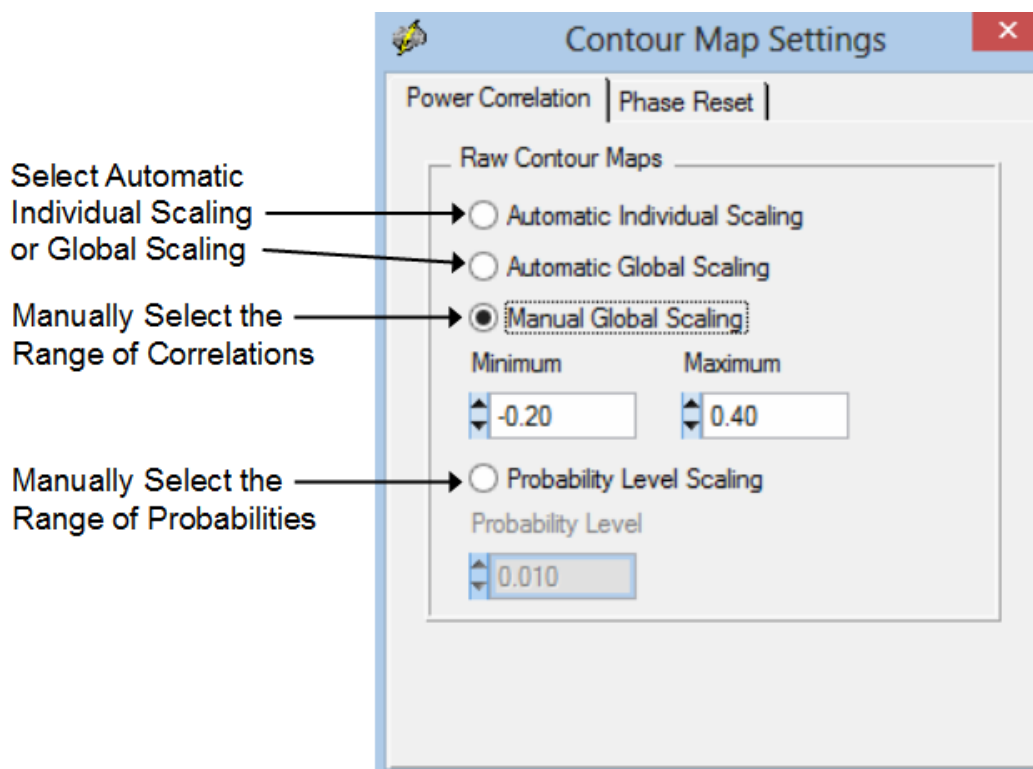 Contour Map Settings
Power Correlation
Phase Reset
Raw Contour Maps
Select Automatic
Individual Scaling
or Global Scaling
Automatic Individual Scaling
Automatic Global Scaling
Manually Select the
Range of Correlations
Manual Global Scaling
Minimum
Maximum
-0.20
0.40
Manually Select the
Range of Probabilities
Probability Level Scaling
Probability Level
0.010